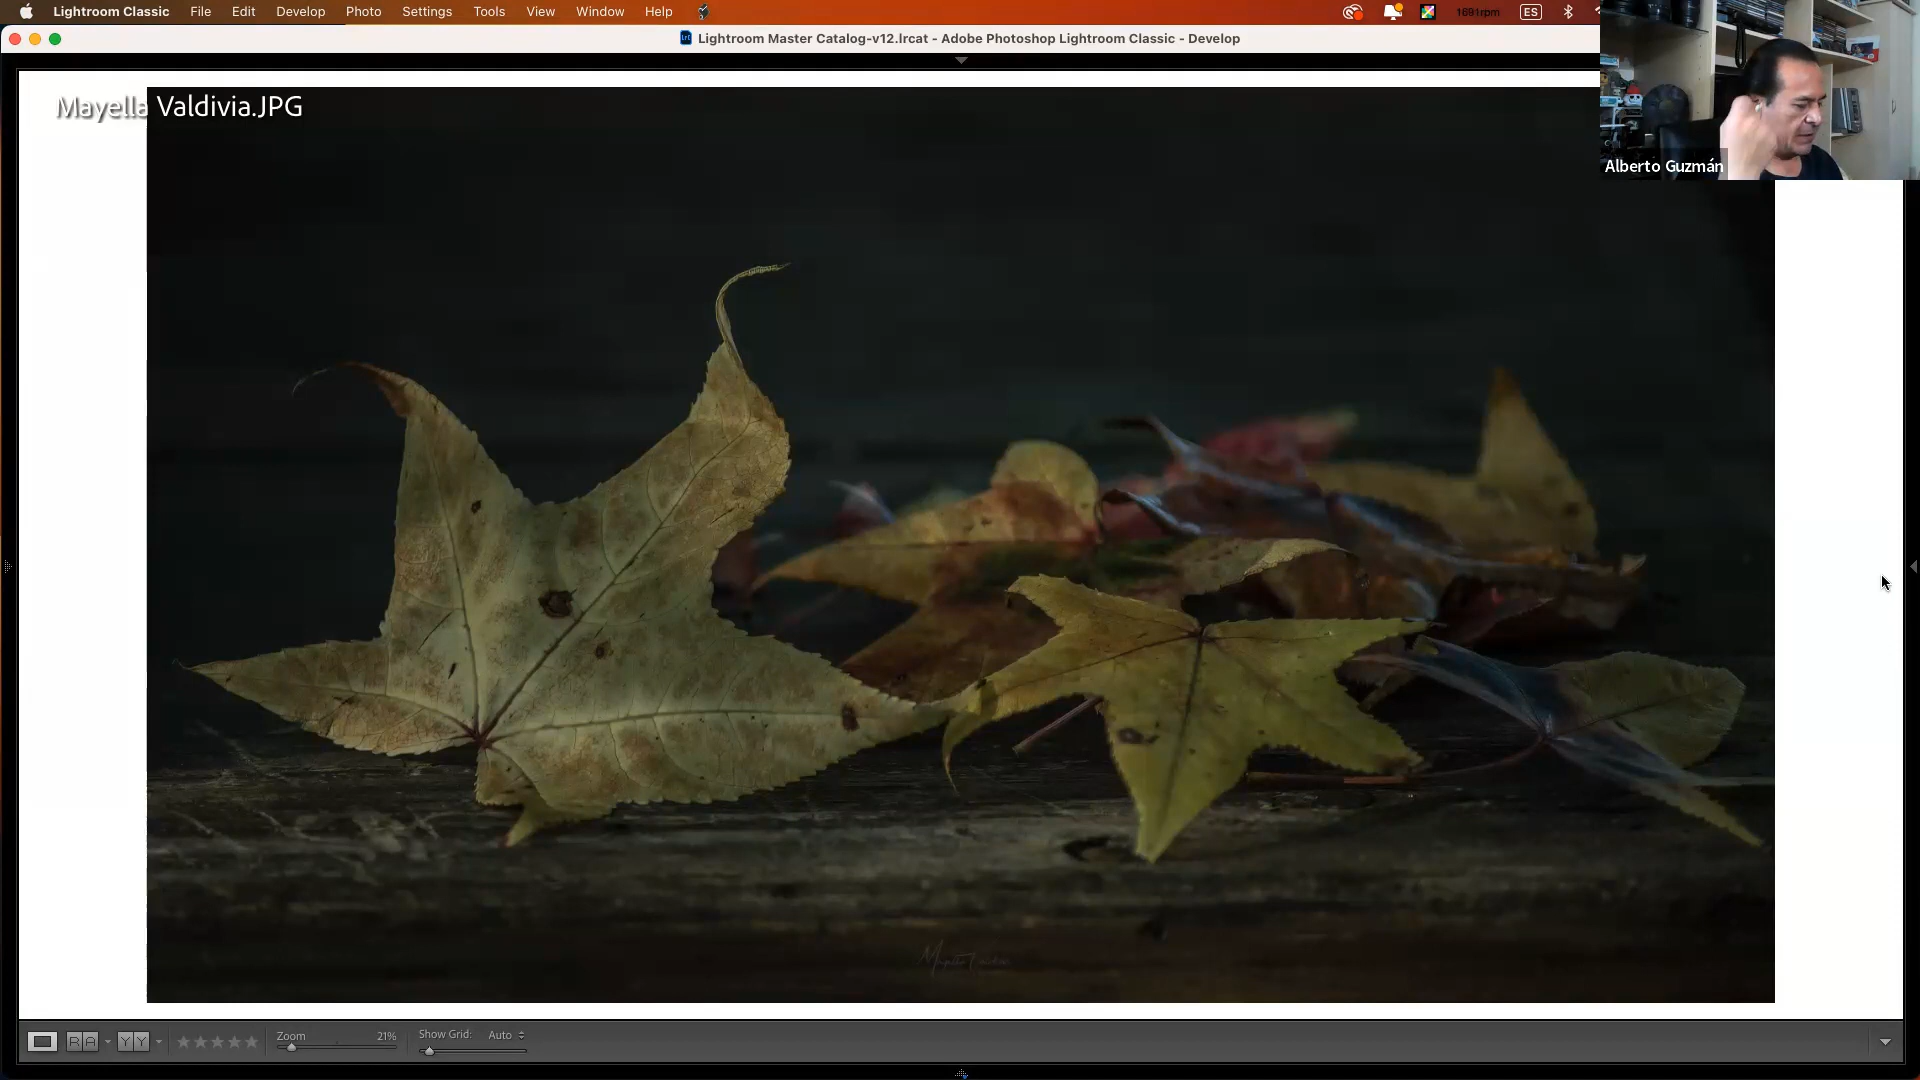 Lightroom Classic File Edit Develop Photo Settings Tools View Window Help 1691rpm ES
Lightroom Master Catalog-v12.lrcat - Adobe Photoshop Lightroom Classic - Develop
Mayella Valdivia.JPG
Alberto Guzmán
R A Y Y Zoom 21% Show Grid: Auto